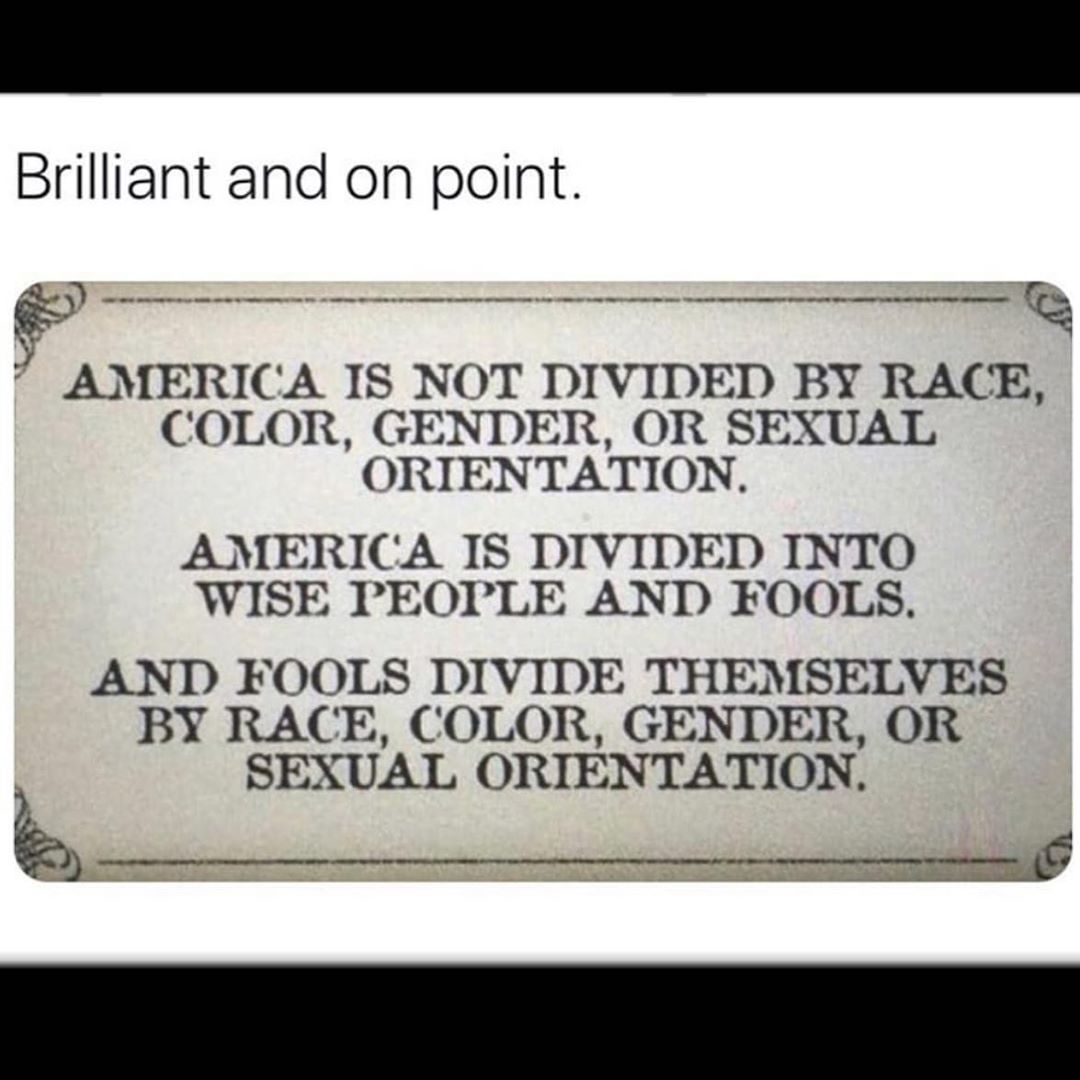 Brilliant and on point.
AMERICA IS NOT DIVIDED BY RACE,
COLOR, GENDER, OR SEXUAL
ORIENTATION.
AMERICA IS DIVIDED INTO
WISE PEOPLE AND FOOLS.
AND FOOLS DIVIDE THEMSELVES
BY RACE, COLOR, GENDER, OR
SEXUAL ORIENTATION.